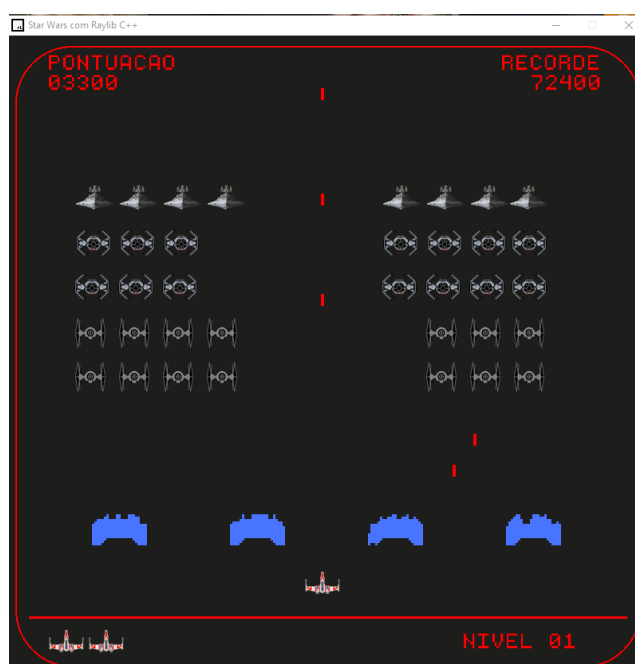 Star Wars com Raylib C++
PONTUACAO
03300
RECORDE
72400
NIVEL 01